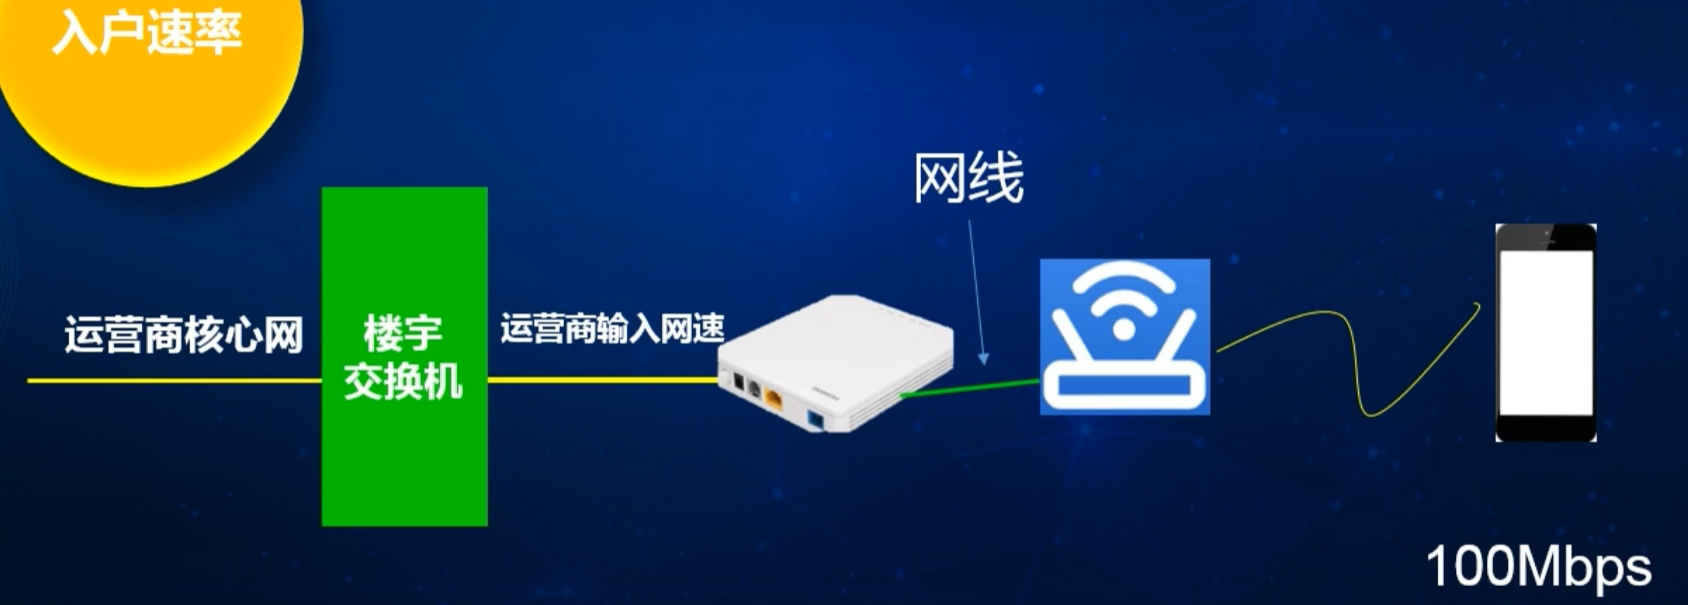 入户速率
网线
运营商核心网
楼宇
交换机
运营商输入网速
100Mbps